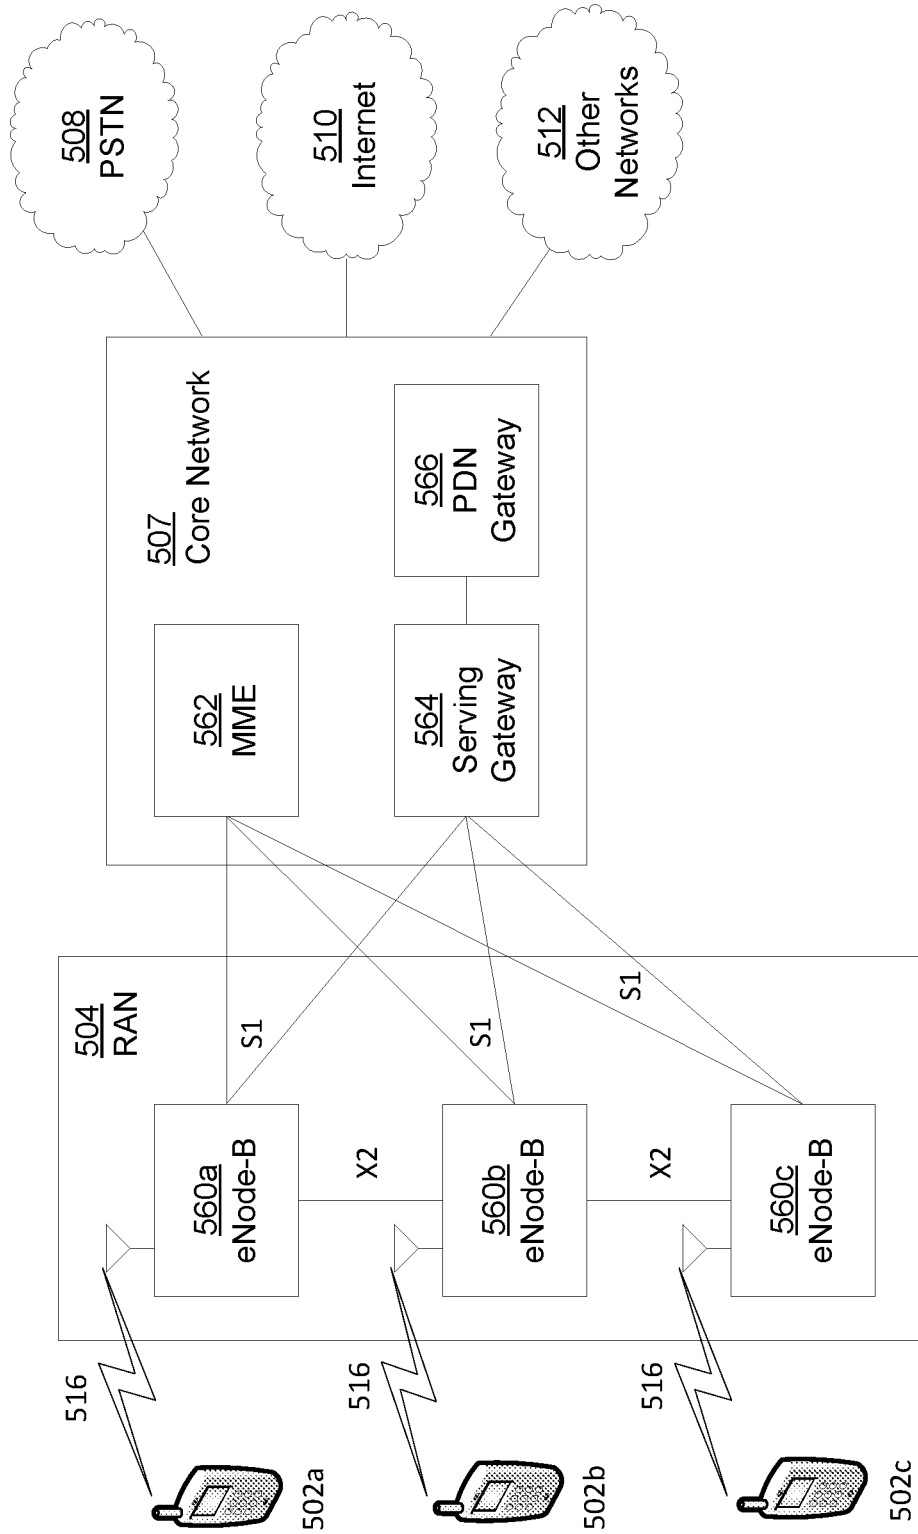 508
PSTN
510
Internet
512
Other
Networks
507
Core Network
562
MME
566
PDN
Gateway
564
Serving
Gateway
504
RAN
S1
S1
S1
560a
eNode-B
X2
560b
eNode-B
X2
560c
eNode-B
516
516
516
502a
502b
502c